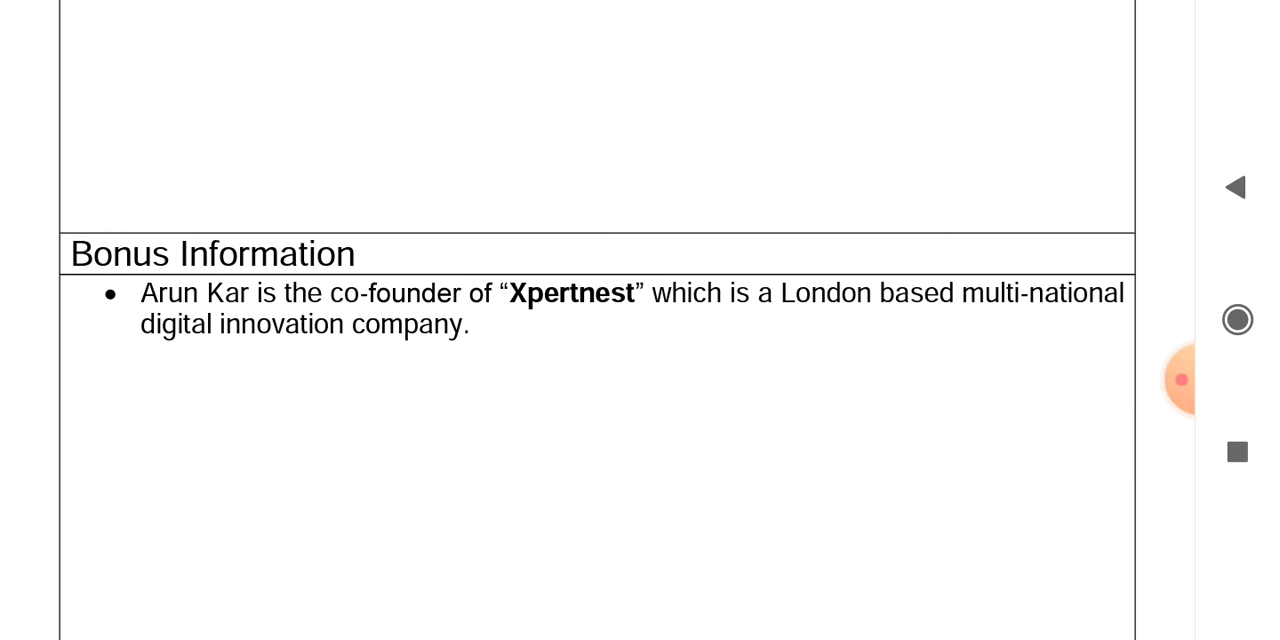 Bonus Information
• Arun Kar is the co-founder of “Xpertnest” which is a London based multi-national
digital innovation company.